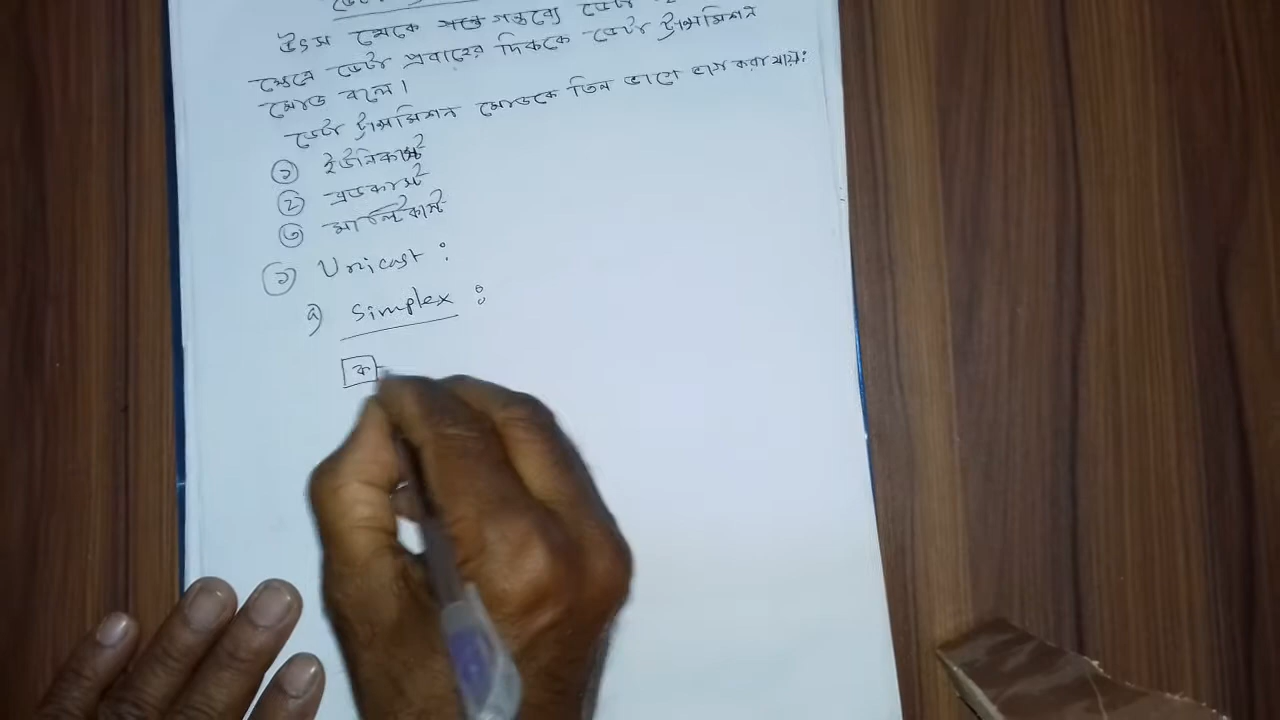 উৎস থেকে গন্তব্যে ডেটা
ক্ষেত্রে ডেটা প্রবাহের দিককে ডেটা ট্রান্সমিশন
মোড বলে।
ডেটা ট্রান্সমিশন মোডকে তিন ভাগে ভাগ করা যায়ঃ
১ ইউনিকাস্ট
২ ব্রডকাস্ট
৩ মাল্টিকাস্ট
১ Unicast :
a) Simplex :
ক